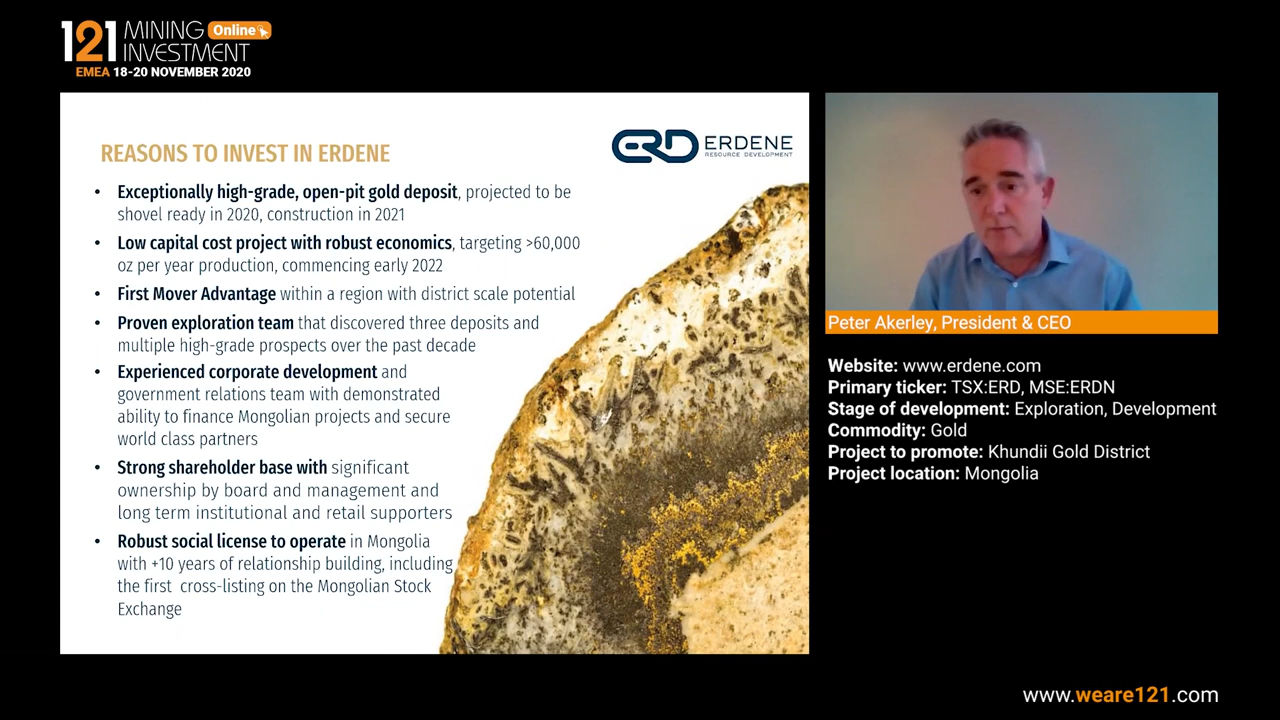 121 MINING Online
INVESTMENT
EMEA 18-20 NOVEMBER 2020
REASONS TO INVEST IN ERDENE
ERD ERDENE
RESOURCE DEVELOPMENT
• Exceptionally high-grade, open-pit gold deposit, projected to be
shovel ready in 2020, construction in 2021
• Low capital cost project with robust economics, targeting >60,000
oz per year production, commencing early 2022
• First Mover Advantage within a region with district scale potential
• Proven exploration team that discovered three deposits and
multiple high-grade prospects over the past decade
• Experienced corporate development and
government relations team with demonstrated
ability to finance Mongolian projects and secure
world class partners
• Strong shareholder base with significant
ownership by board and management and
long term institutional and retail supporters
• Robust social license to operate in Mongolia
with +10 years of relationship building, including
the first cross-listing on the Mongolian Stock
Exchange
Peter Akerley, President & CEO
Website: www.erdene.com
Primary ticker: TSX:ERD, MSE:ERDN
Stage of development: Exploration, Development
Commodity: Gold
Project to promote: Khundii Gold District
Project location: Mongolia
www.weare121.com